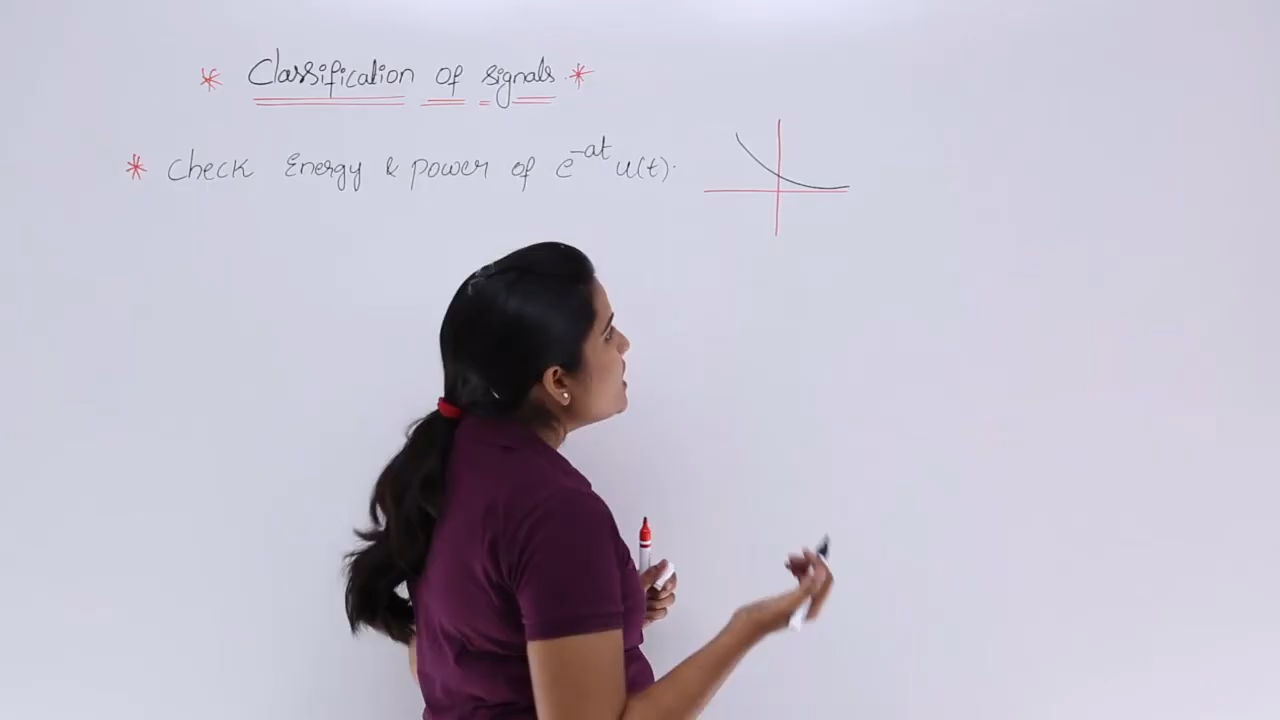 * Classification of signals. *
* Check Energy & power of e^-at u(t).